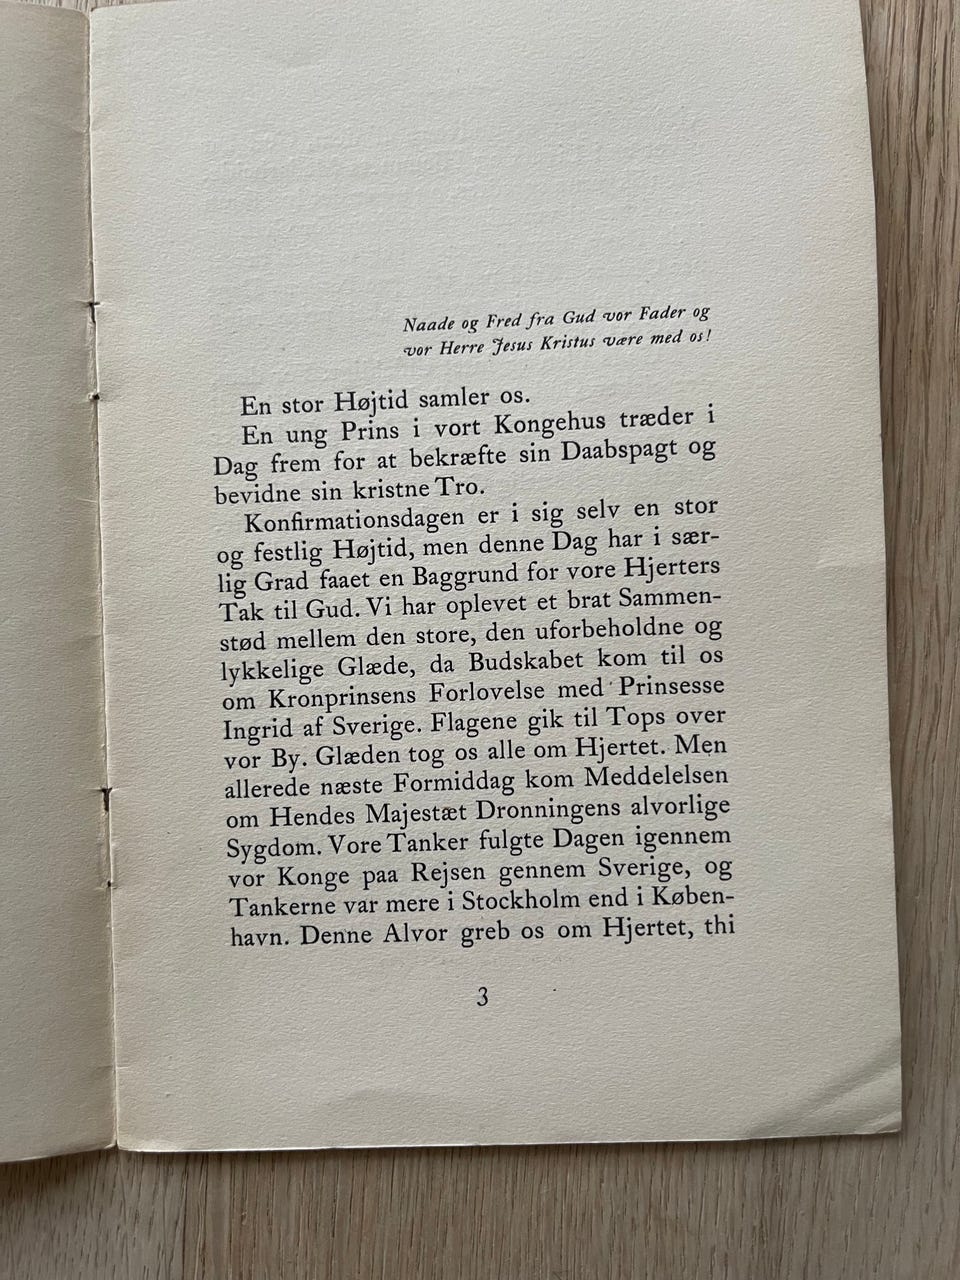 Naade og Fred fra Gud vor Fader og
vor Herre Jesus Kristus være med os!
En stor Højtid samler os.
En ung Prins i vort Kongehus træder i
Dag frem for at bekræfte sin Daabspagt og
bevidne sin kristne Tro.
Konfirmationsdagen er i sig selv en stor
og festlig Højtid, men denne Dag har i sær-
lig Grad faaet en Baggrund for vore Hjerters
Tak til Gud. Vi har oplevet et brat Sammen-
stød mellem den store, den uforbeholdne og
lykkelige Glæde, da Budskabet kom til os
om Kronprinsens Forlovelse med Prinsesse
Ingrid af Sverige. Flagene gik til Tops over
vor By. Glæden tog os alle om Hjertet. Men
allerede næste Formiddag kom Meddelelsen
om Hendes Majestæt Dronningens alvorlige
Sygdom. Vore Tanker fulgte Dagen igennem
vor Konge paa Rejsen gennem Sverige, og
Tankerne var mere i Stockholm end i Køben-
havn. Denne Alvor greb os om Hjertet, thi
3